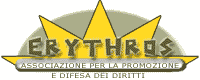 ERYTHROS
ASSOCIAZIONE PER LA PROMOZIONE
E DIFESA DEI DIRITTI